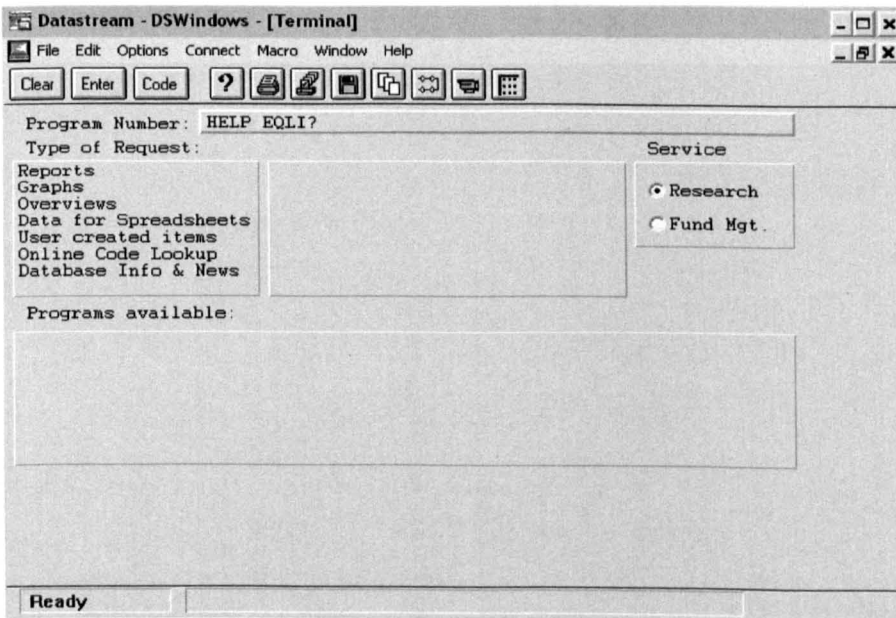 Datastream - DSWindows - [Terminal]
File Edit Options Connect Macro Window Help
Clear Enter Code ?
Program Number: HELP EQLI?
Type of Request:
Service
Reports
Graphs
Overviews
Data for Spreadsheets
User created items
Online Code Lookup
Database Info & News
Research
Fund Mgt.
Programs available:
Ready